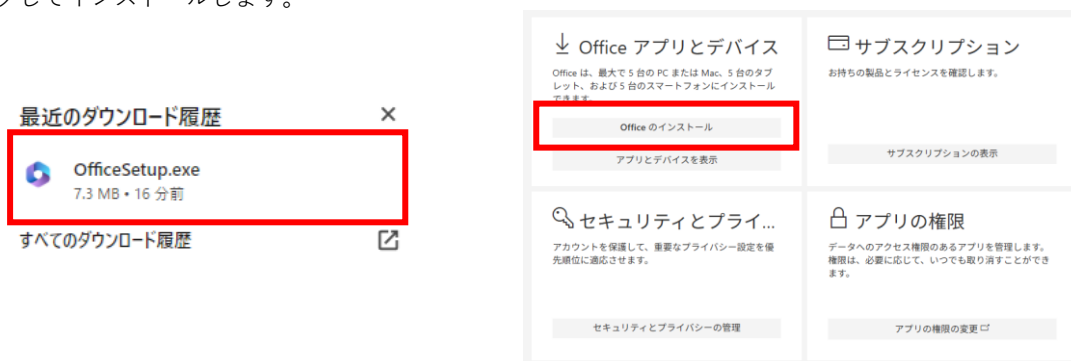 してインストールします。
最近のダウンロード履歴
OfficeSetup.exe
7.3 MB • 16 分前
すべてのダウンロード履歴
Office アプリとデバイス
Office は、最大で 5 台の PC または Mac、5 台のタブ
レット、および 5 台のスマートフォンにインストール
できます。
Office のインストール
アプリとデバイスを表示
サブスクリプション
お持ちの製品とライセンスを確認します。
サブスクリプションの表示
セキュリティとプライ...
アカウントを保護して、重要なプライバシー設定を優
先順位に適応させます。
セキュリティとプライバシーの管理
アプリの権限
データへのアクセス権限のあるアプリを管理します。
権限は、必要に応じて、いつでも取り消すことができ
ます。
アプリの権限の変更